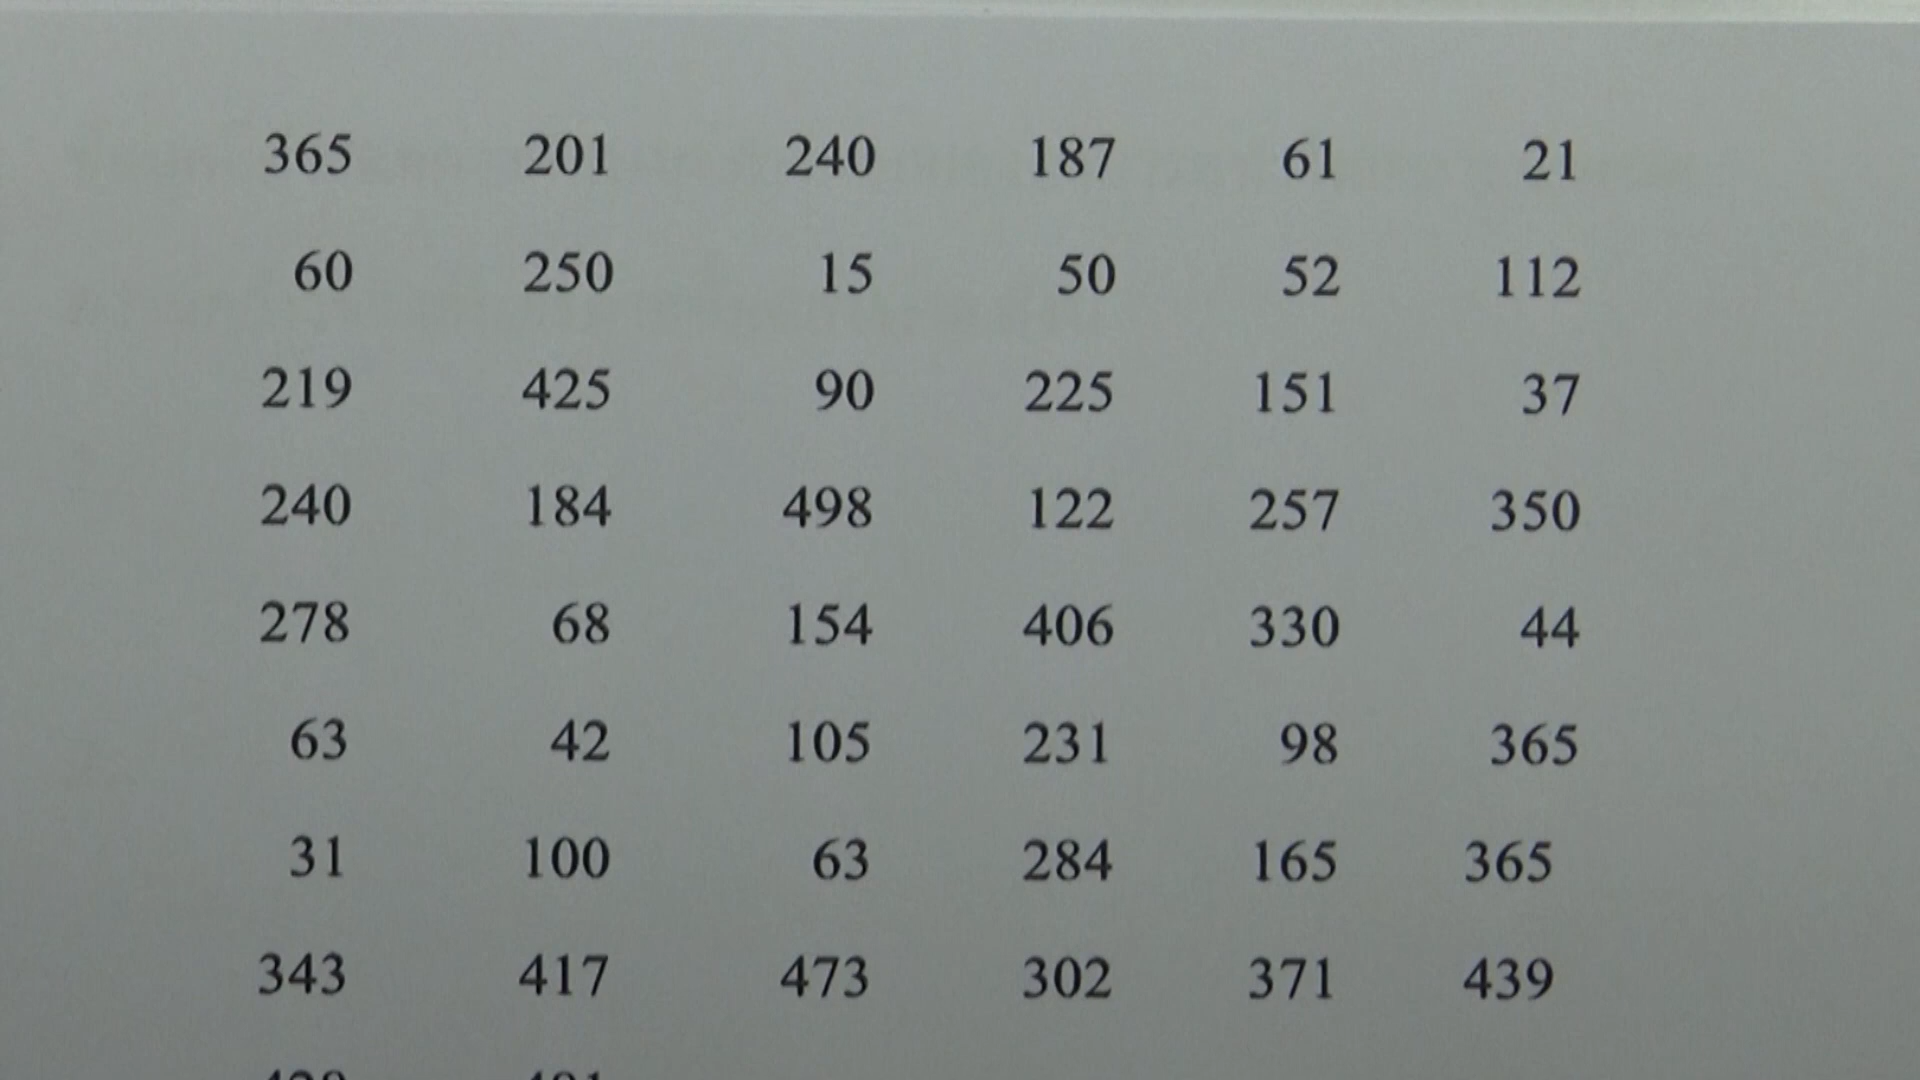 365 201 240 187 61 21
60 250 15 50 52 112
219 425 90 225 151 37
240 184 498 122 257 350
278 68 154 406 330 44
63 42 105 231 98 365
31 100 63 284 165 365
343 417 473 302 371 439